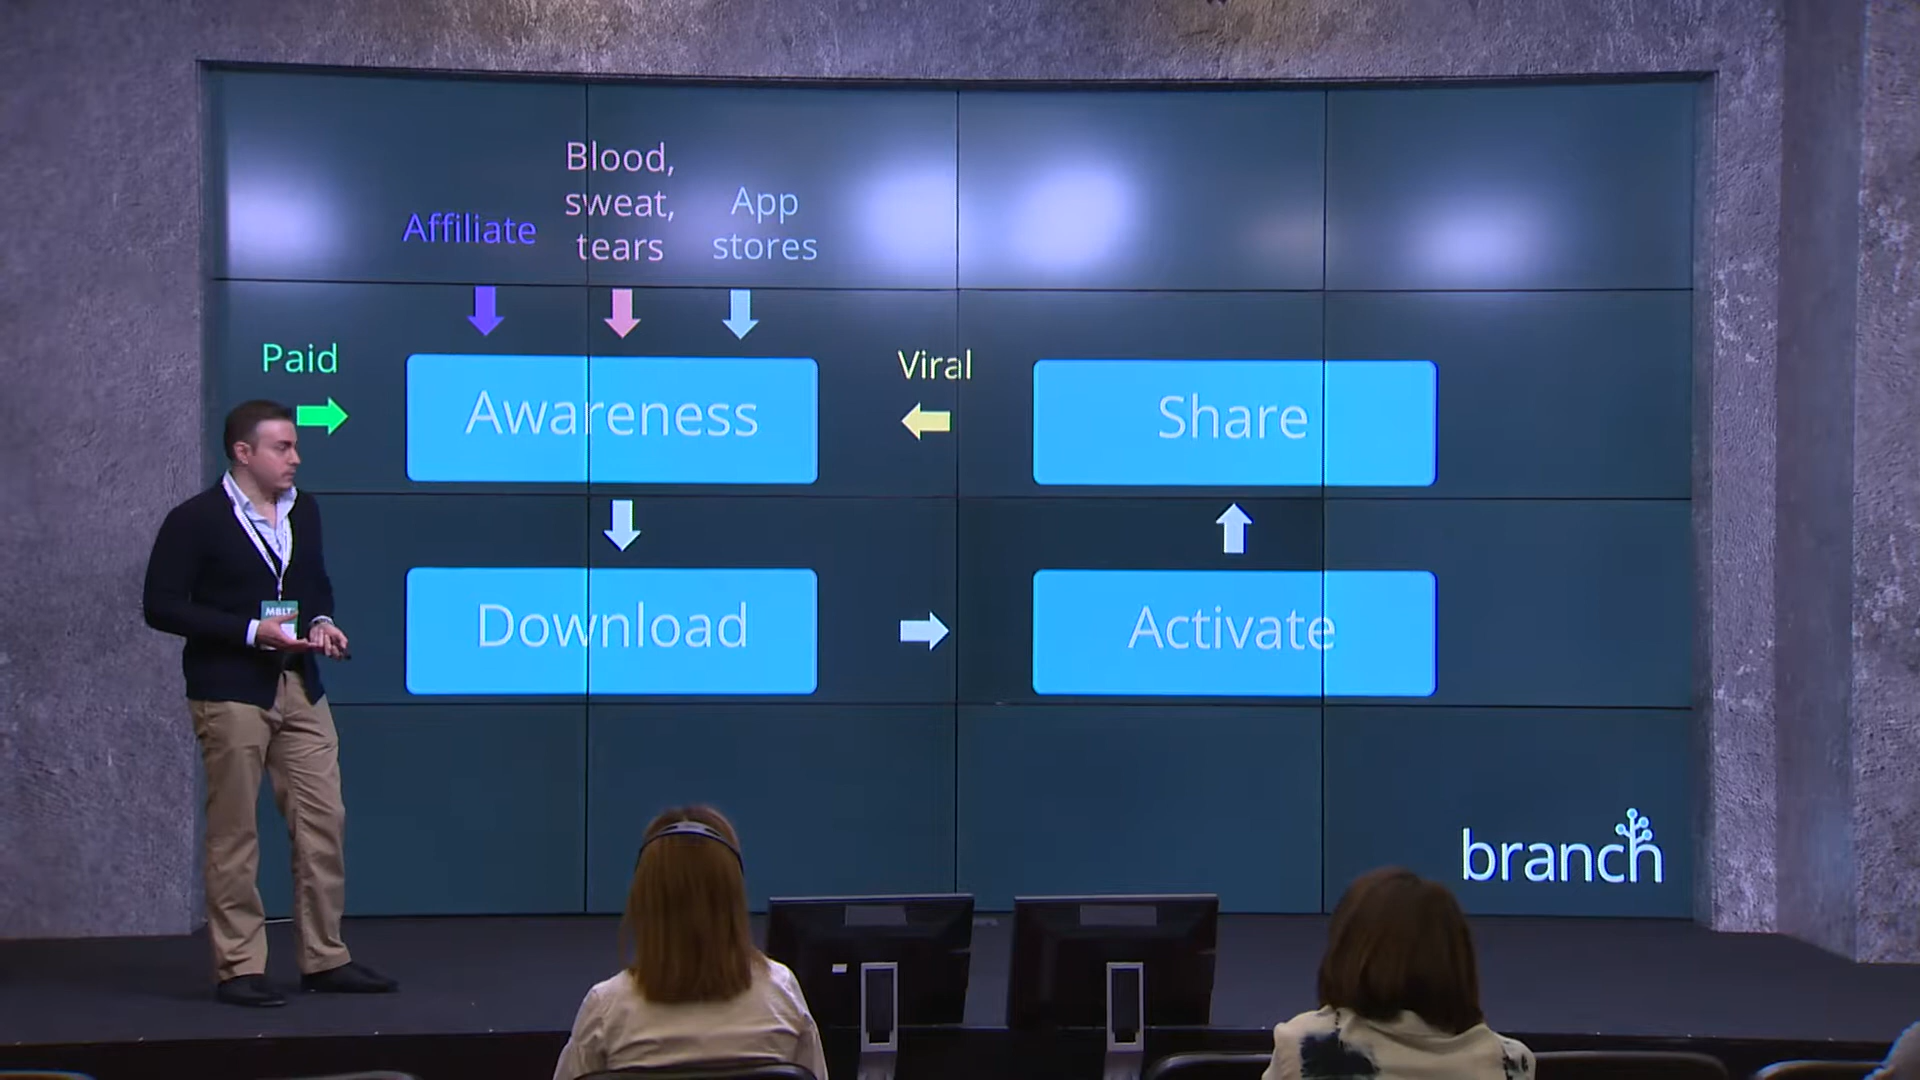 Blood,
sweat,
tears
Affiliate
App
stores
Paid
Viral
Awareness
Share
Download
Activate
branch
MBLT